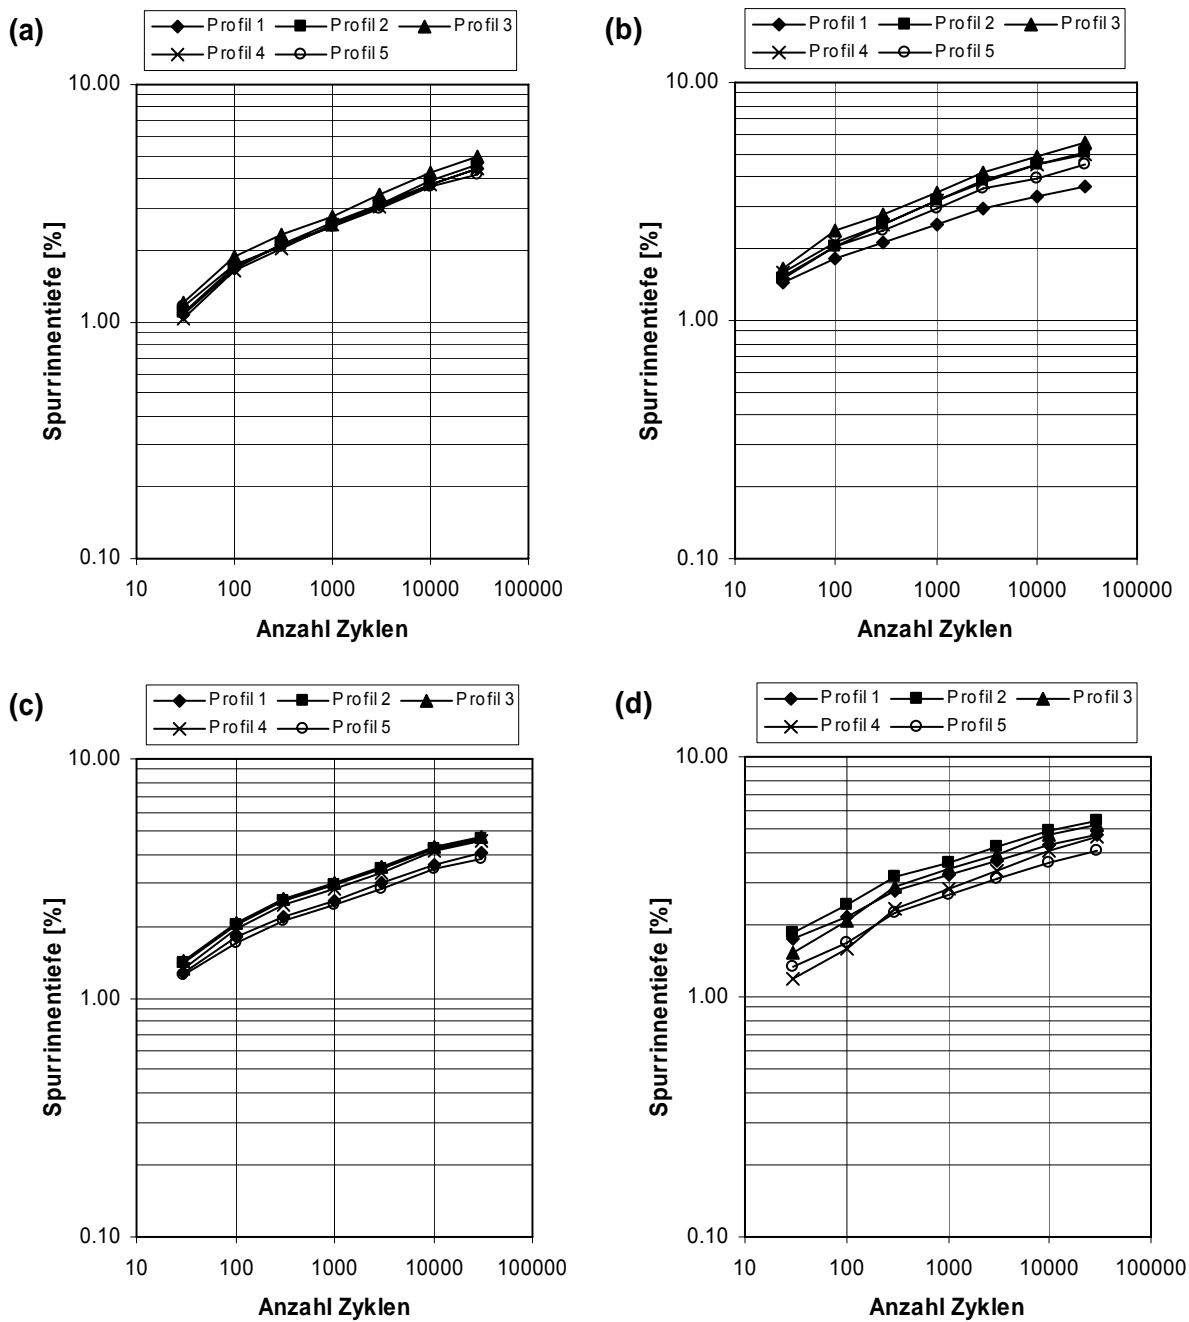 (a)
Profil 1 Profil 2 Profil 3
Profil 4 Profil 5
10.00
1.00
0.10
10 100 1000 10000 100000
Spurrinnentiefe [%]
Anzahl Zyklen
(b)
Profil 1 Profil 2 Profil 3
Profil 4 Profil 5
10.00
1.00
0.10
10 100 1000 10000 100000
Spurrinnentiefe [%]
Anzahl Zyklen
(c)
Profil 1 Profil 2 Profil 3
Profil 4 Profil 5
10.00
1.00
0.10
10 100 1000 10000 100000
Spurrinnentiefe [%]
Anzahl Zyklen
(d)
Profil 1 Profil 2 Profil 3
Profil 4 Profil 5
10.00
1.00
0.10
10 100 1000 10000 100000
Spurrinnentiefe [%]
Anzahl Zyklen